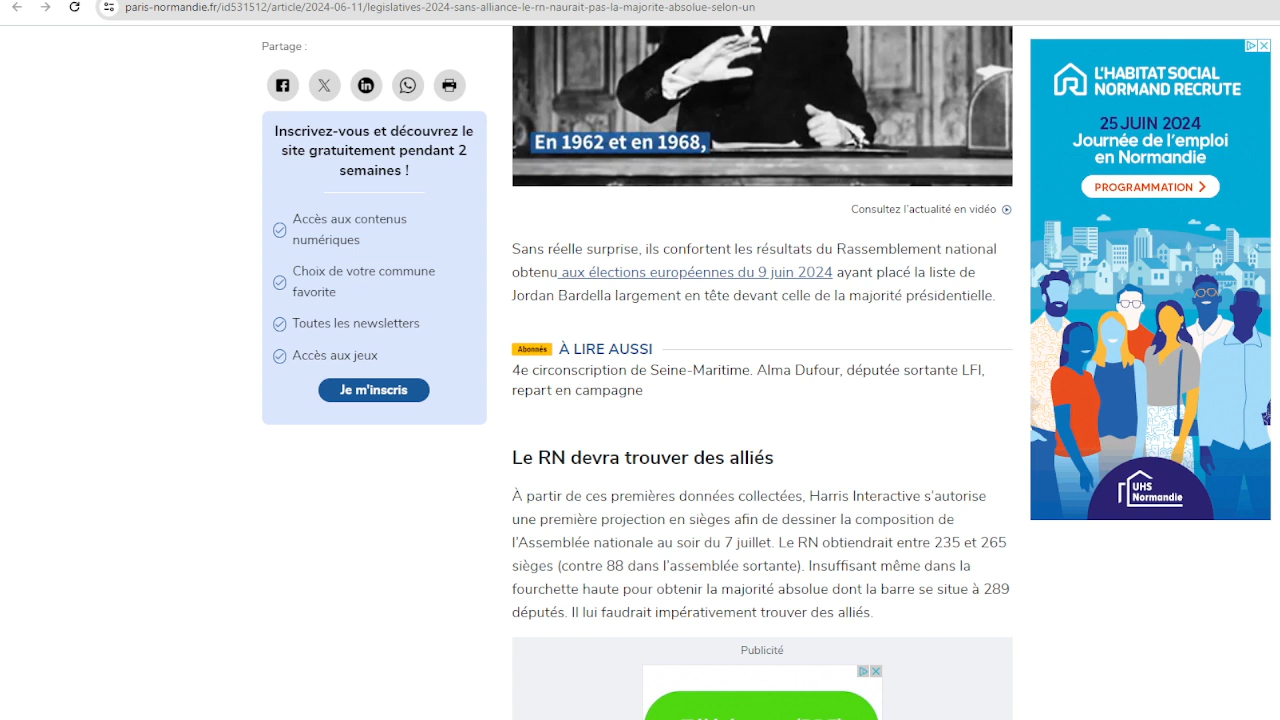 paris-normandie.fr/id531512/article/2024-06-11/legislatives-2024-sans-alliance-le-rn-naurait-pas-la-majorite-absolue-selon-un
Partage :
Inscrivez-vous et découvrez le
site gratuitement pendant 2
semaines !
Accès aux contenus
numériques
Choix de votre commune
favorite
Toutes les newsletters
Accès aux jeux
Je m'inscris
En 1962 et en 1968,
Consultez l'actualité en vidéo
Sans réelle surprise, ils confortent les résultats du Rassemblement national
obtenu aux élections européennes du 9 juin 2024 ayant placé la liste de
Jordan Bardella largement en tête devant celle de la majorité présidentielle.
Abonnés À LIRE AUSSI
4e circonscription de Seine-Maritime. Alma Dufour, députée sortante LFI,
repart en campagne
Le RN devra trouver des alliés
À partir de ces premières données collectées, Harris Interactive s'autorise
une première projection en sièges afin de dessiner la composition de
l'Assemblée nationale au soir du 7 juillet. Le RN obtiendrait entre 235 et 265
sièges (contre 88 dans l'assemblée sortante). Insuffisant même dans la
fourchette haute pour obtenir la majorité absolue dont la barre se situe à 289
députés. Il lui faudrait impérativement trouver des alliés.
Publicité
L'HABITAT SOCIAL
NORMAND RECRUTE
25 JUIN 2024
Journée de l'emploi
en Normandie
PROGRAMMATION
UHS
Normandie